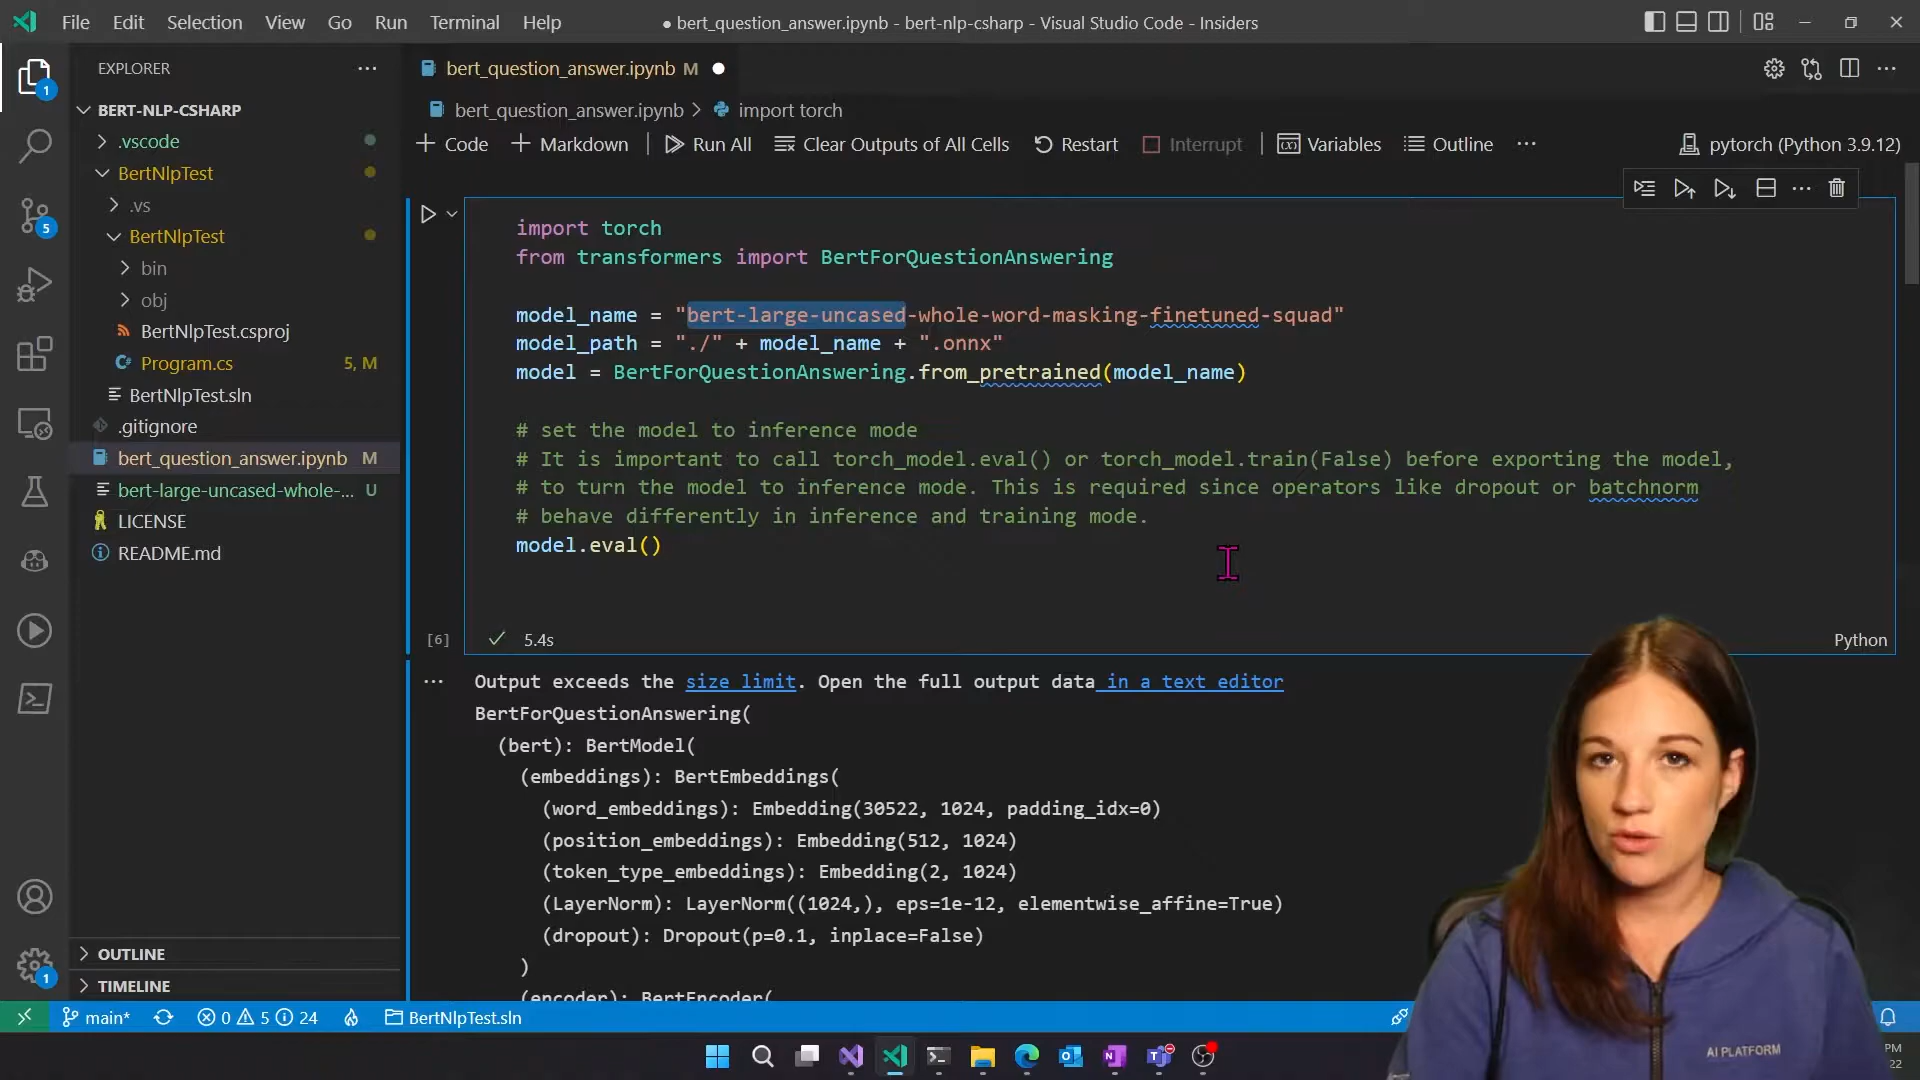 File Edit Selection View Go Run Terminal Help
● bert_question_answer.ipynb - bert-nlp-csharp - Visual Studio Code - Insiders
EXPLORER
BERT-NLP-CSHARP
.vscode
BertNlpTest
.vs
BertNlpTest
bin
obj
BertNlpTest.csproj
Program.cs 5, M
BertNlpTest.sln
.gitignore
bert_question_answer.ipynb M
bert-large-uncased-whole-... U
LICENSE
README.md
OUTLINE
TIMELINE
1
5
1
bert_question_answer.ipynb M
bert_question_answer.ipynb > import torch
+ Code + Markdown Run All Clear Outputs of All Cells Restart Interrupt Variables Outline ... pytorch (Python 3.9.12)
import torch
from transformers import BertForQuestionAnswering
model_name = "bert-large-uncased-whole-word-masking-finetuned-squad"
model_path = "./" + model_name + ".onnx"
model = BertForQuestionAnswering.from_pretrained(model_name)
# set the model to inference mode
# It is important to call torch_model.eval() or torch_model.train(False) before exporting the model,
# to turn the model to inference mode. This is required since operators like dropout or batchnorm
# behave differently in inference and training mode.
model.eval()
[6] 5.4s Python
Output exceeds the size limit. Open the full output data in a text editor
BertForQuestionAnswering(
(bert): BertModel(
(embeddings): BertEmbeddings(
(word_embeddings): Embedding(30522, 1024, padding_idx=0)
(position_embeddings): Embedding(512, 1024)
(token_type_embeddings): Embedding(2, 1024)
(LayerNorm): LayerNorm((1024,), eps=1e-12, elementwise_affine=True)
(dropout): Dropout(p=0.1, inplace=False)
)
(encoder): BertEncoder(
main* 0 5 24 BertNlpTest.sln
AI PLATFORM
PM
22